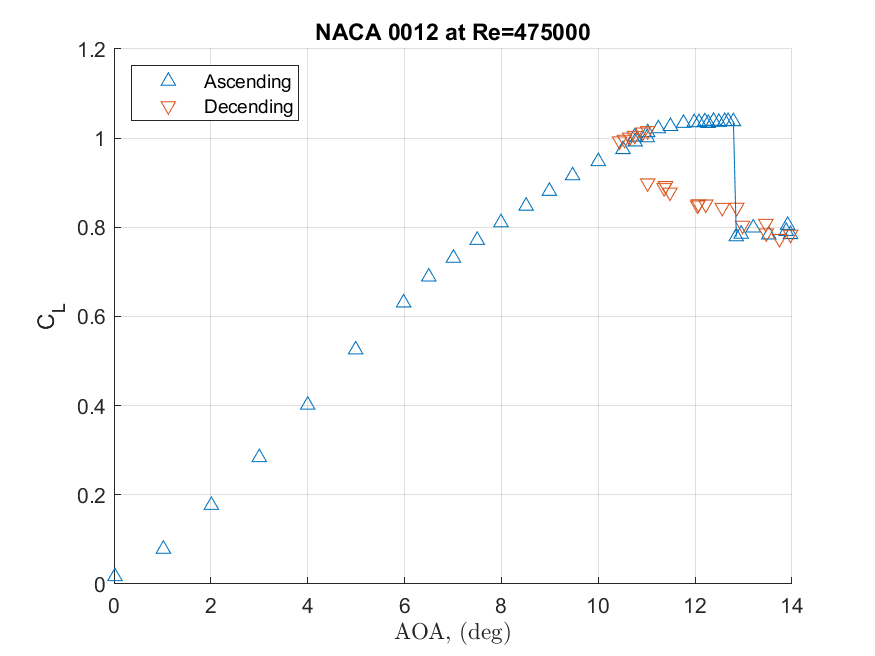 NACA 0012 at Re=475000
Ascending
Decending
1.2
1
0.8
0.6
0.4
0.2
0
C_L
0 2 4 6 8 10 12 14
AOA, (deg)